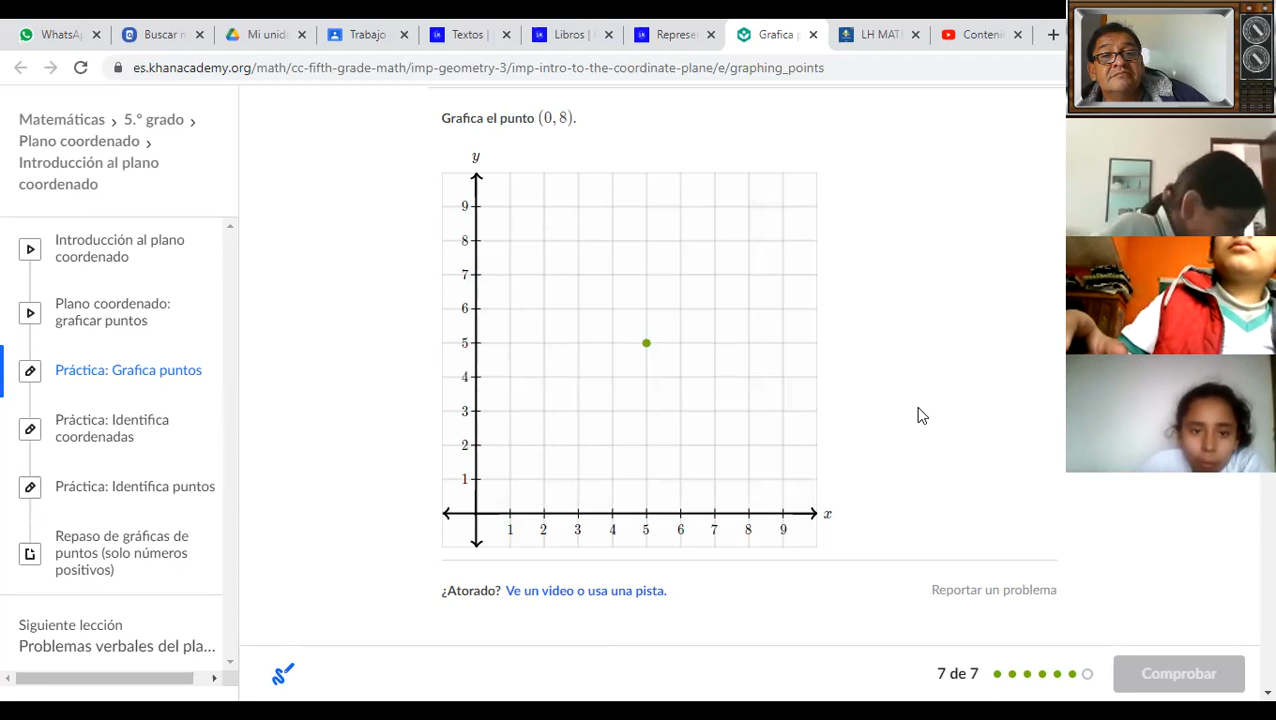 WhatsA
Buscar
Mi unid
Trabajo
Textos |
Libros |
Represe
Grafica p
LH MAT
Conteni
es.khanacademy.org/math/cc-fifth-grade-math/imp-geometry-3/imp-intro-to-the-coordinate-plane/e/graphing_points
Matemáticas > 5.º grado >
Plano coordenado >
Introducción al plano
coordenado
Introducción al plano
coordenado
Plano coordenado:
graficar puntos
Práctica: Grafica puntos
Práctica: Identifica
coordenadas
Práctica: Identifica puntos
Repaso de gráficas de
puntos (solo números
positivos)
Siguiente lección
Problemas verbales del pla...
Grafica el punto (0, 8).
y
9
8
7
6
5
4
3
2
1
1 2 3 4 5 6 7 8 9
x
¿Atorado? Ve un video o usa una pista.
Reportar un problema
7 de 7
Comprobar